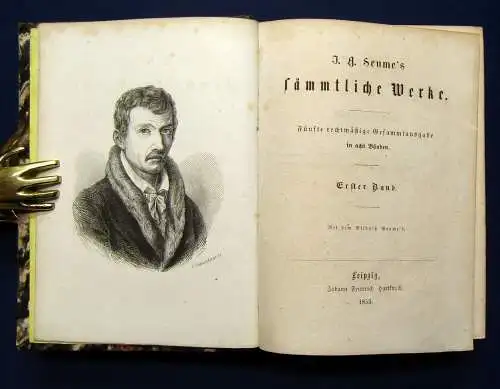 J. G. Seume's
sämmtliche Werke.
Fünfte rechtmäßige Gesammtausgabe
in acht Bänden.
Erster Band.
Mit dem Bildniß Seume's.
Leipzig,
Johann Friedrich Hartknoch.
1853.